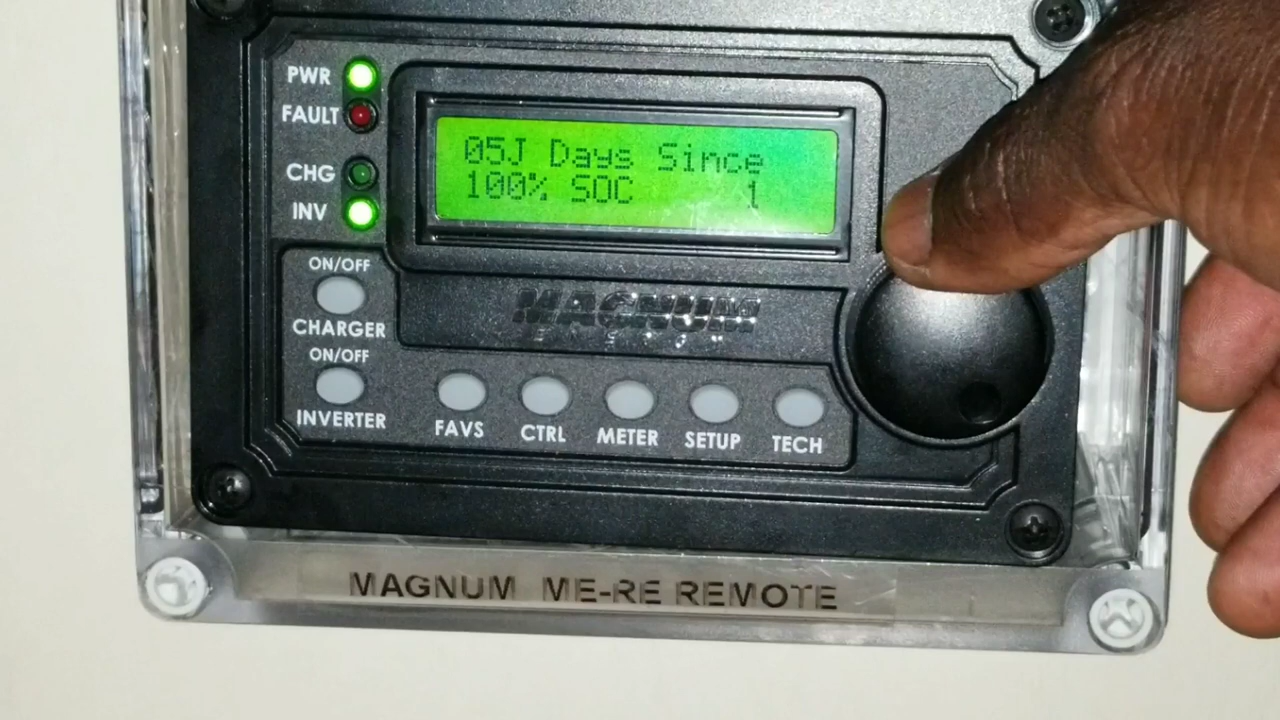 PWR
FAULT
CHG
INV
05J Days Since
100% SOC 1
ON/OFF
CHARGER
ON/OFF
INVERTER
MAGNUM
FAVS
CTRL
METER
SETUP
TECH
MAGNUM ME-RE REMOTE